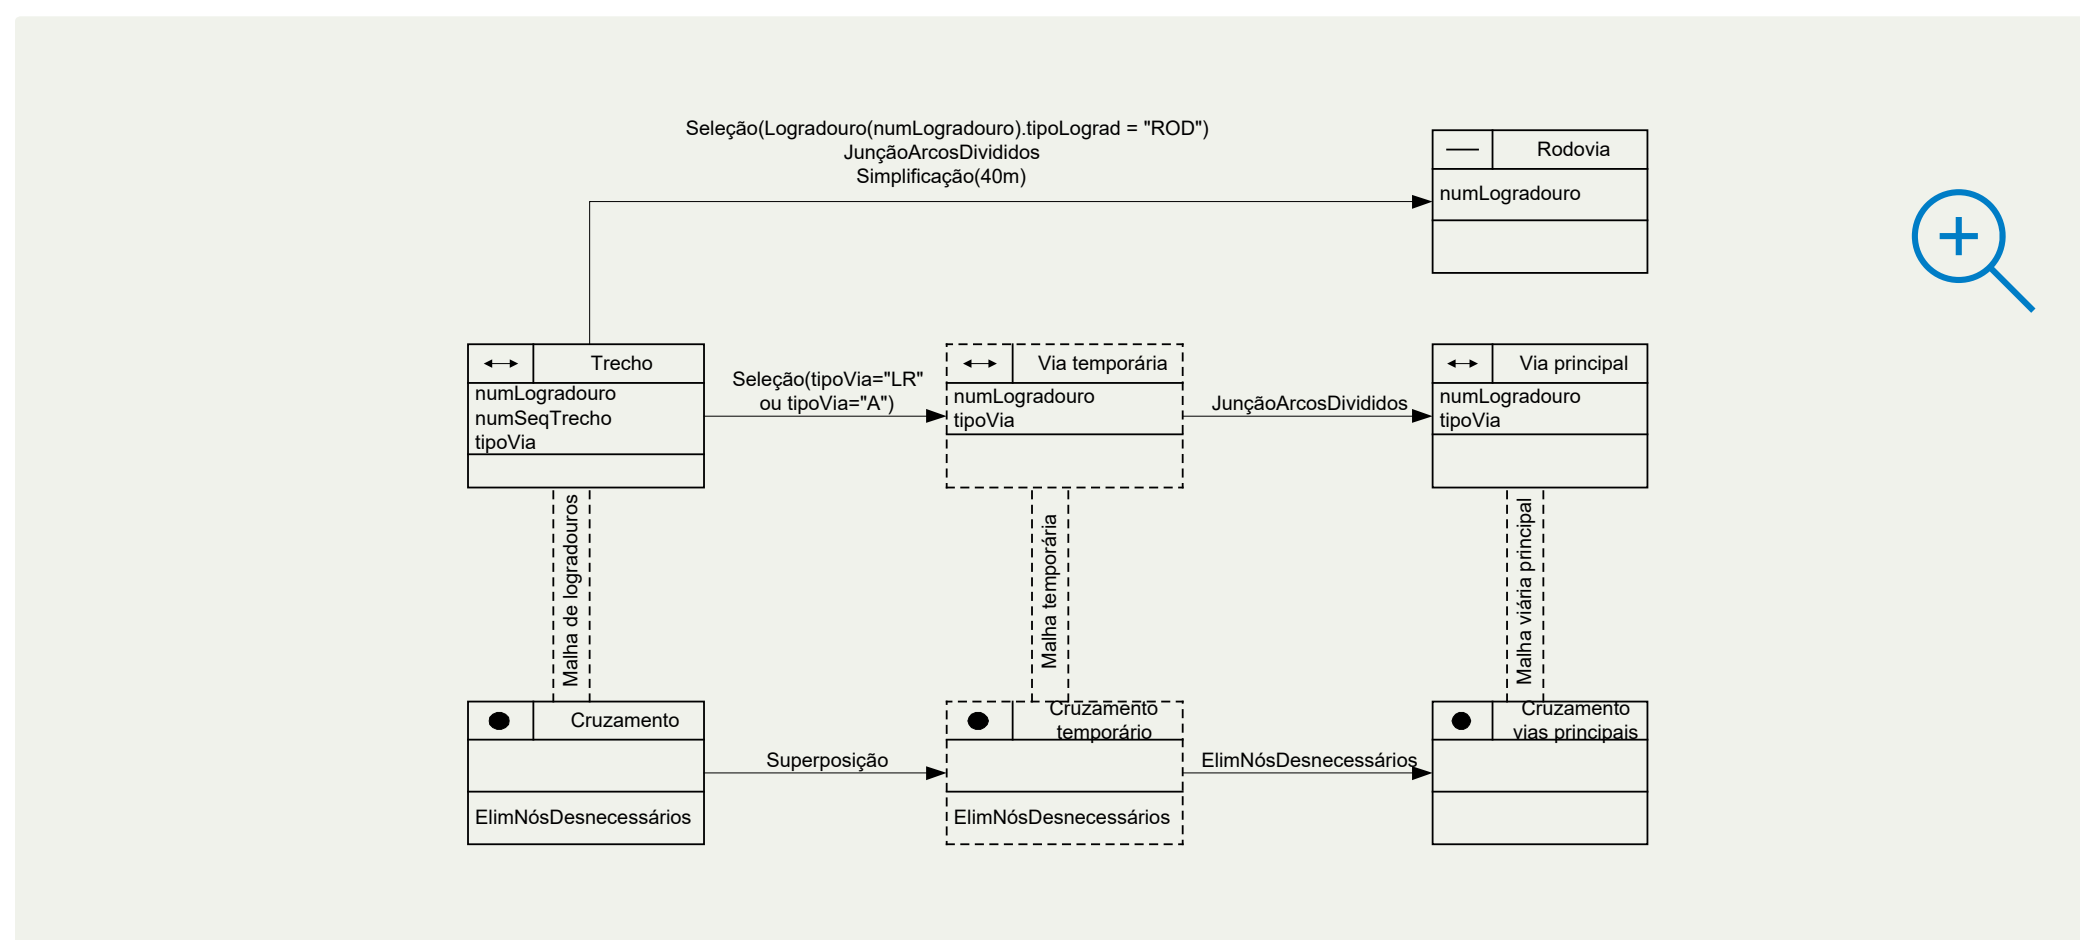 Seleção(Logradouro(numLogradouro).tipoLograd = "ROD")
JunçãoArcosDivididos
Simplificação(40m)
Rodovia
numLogradouro
Trecho
numLogradouro
numSeqTrecho
tipoVia
Seleção(tipoVia="LR"
ou tipoVia="A")
Via temporária
numLogradouro
tipoVia
JunçãoArcosDivididos
Via principal
numLogradouro
tipoVia
Malha de logradouros
Malha temporária
Malha viária principal
Cruzamento
ElimNósDesnecessários
Superposição
Cruzamento
temporário
ElimNósDesnecessários
ElimNósDesnecessários
Cruzamento
vias principais